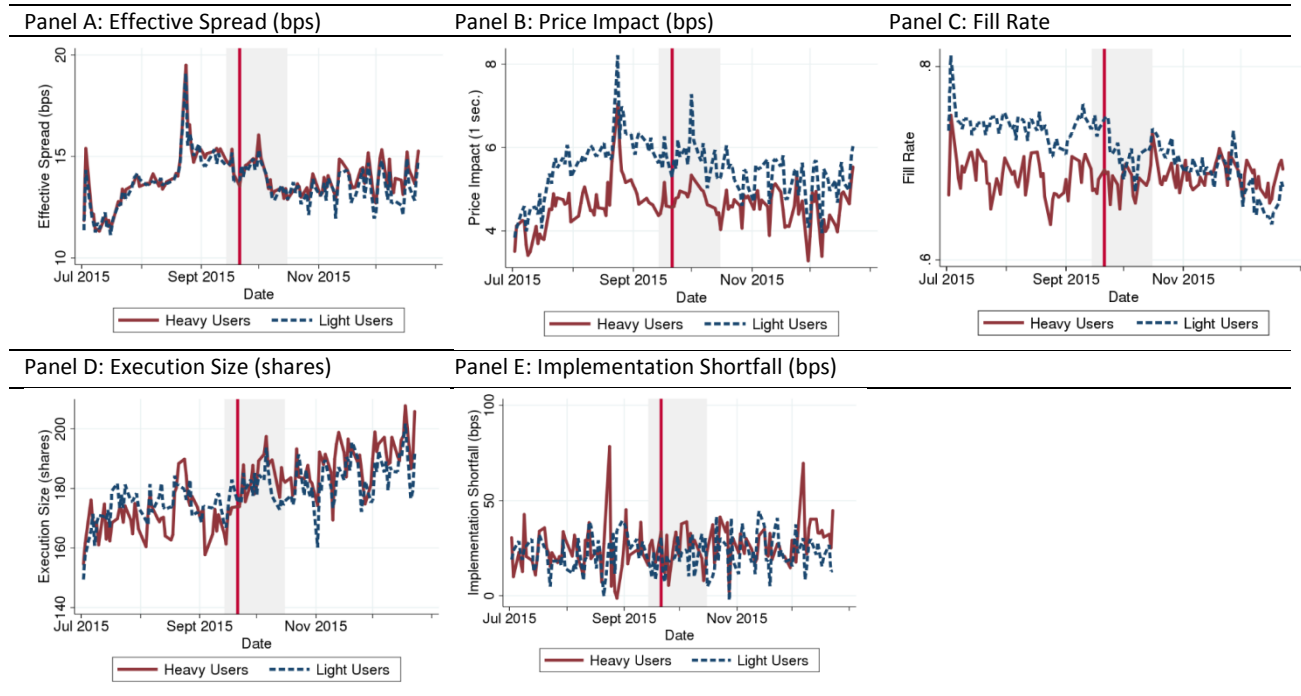 Panel A: Effective Spread (bps)
Panel B: Price Impact (bps)
Panel C: Fill Rate
Effective Spread (bps)
20
15
10
Jul 2015
Sept 2015
Nov 2015
Date
Heavy Users
Light Users
Price Impact (1 sec.)
8
6
4
Jul 2015
Sept 2015
Nov 2015
Date
Heavy Users
Light Users
Fill Rate
.8
.6
Jul 2015
Sept 2015
Nov 2015
Date
Heavy Users
Light Users
Panel D: Execution Size (shares)
Panel E: Implementation Shortfall (bps)
Execution Size (shares)
200
180
160
140
Jul 2015
Sept 2015
Nov 2015
Date
Heavy Users
Light Users
Implementation Shortfall (bps)
100
50
0
Jul 2015
Sept 2015
Nov 2015
Date
Heavy Users
Light Users